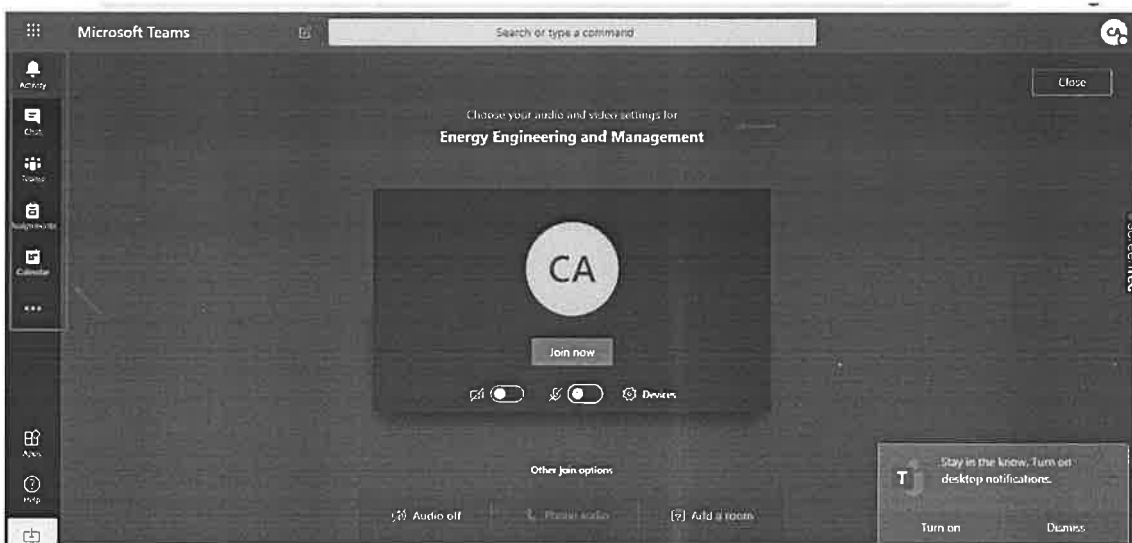 Microsoft Teams
Search or type a command
CA
Activity
Close
Chat
Choose your audio and video settings for
Energy Engineering and Management
Teams
Assignments
Calendar
CA
Join now
Devices
Apps
Other join options
Stay in the know. Turn on
desktop notifications.
T
Help
Audio off
Phone audio
Add a room
Turn on
Dismiss